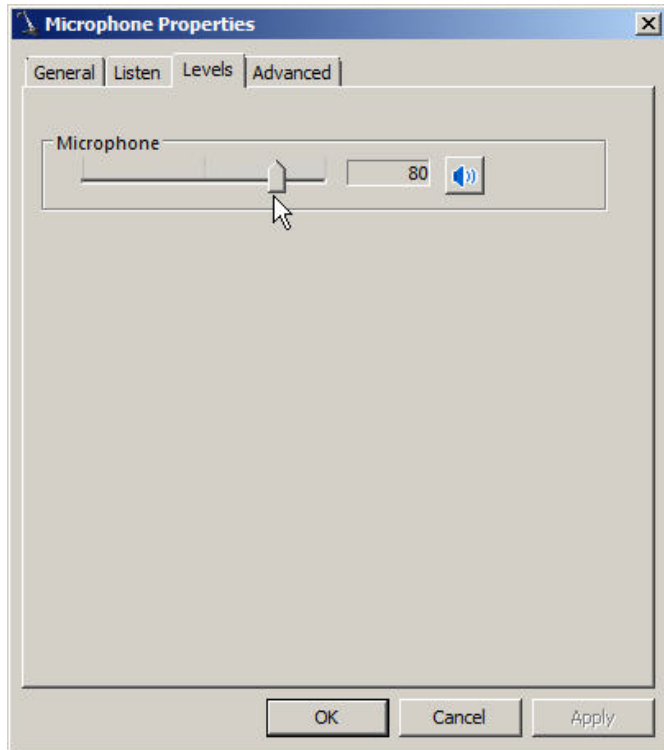 Microphone Properties
General Listen Levels Advanced
Microphone
80
OK Cancel Apply